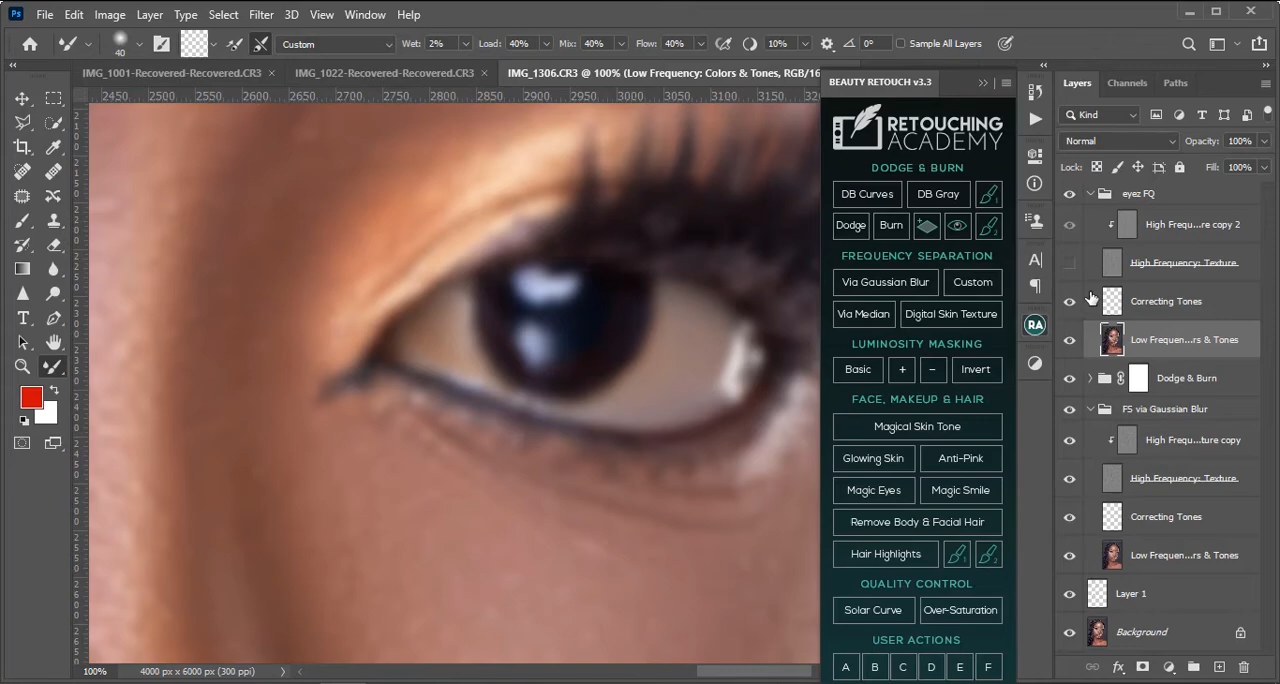 Ps File Edit Image Layer Type Select Filter 3D View Window Help
40 Custom Wet: 2% Load: 40% Mix: 40% Flow: 40% 10% 0° Sample All Layers
IMG_1001-Recovered-Recovered.CR3 × IMG_1022-Recovered-Recovered.CR3 × IMG_1306.CR3 @ 100% (Low Frequency: Colors & Tones, RGB/16
2450 2500 2550 2600 2650 2700 2750 2800 2850 2900 2950 3000 3050 3100 3150
BEAUTY RETOUCH v3.3
RETOUCHING
ACADEMY
DODGE & BURN
DB Curves DB Gray 1
Dodge Burn 2
FREQUENCY SEPARATION
Via Gaussian Blur Custom
Via Median Digital Skin Texture
LUMINOSITY MASKING
Basic + − Invert
FACE, MAKEUP & HAIR
Magical Skin Tone
Glowing Skin Anti-Pink
Magic Eyes Magic Smile
Remove Body & Facial Hair
Hair Highlights 1 2
QUALITY CONTROL
Solar Curve Over-Saturation
USER ACTIONS
A B C D E F
RA
Layers Channels Paths
Kind
Normal Opacity: 100%
Lock: Fill: 100%
eyez FQ
High Frequ...re copy 2
High Frequency: Texture
Correcting Tones
Low Frequen...rs & Tones
Dodge & Burn
FS via Gaussian Blur
High Frequ...ture copy
High Frequency: Texture
Correcting Tones
Low Frequen...rs & Tones
Layer 1
Background
100% 4000 px x 6000 px (300 ppi)